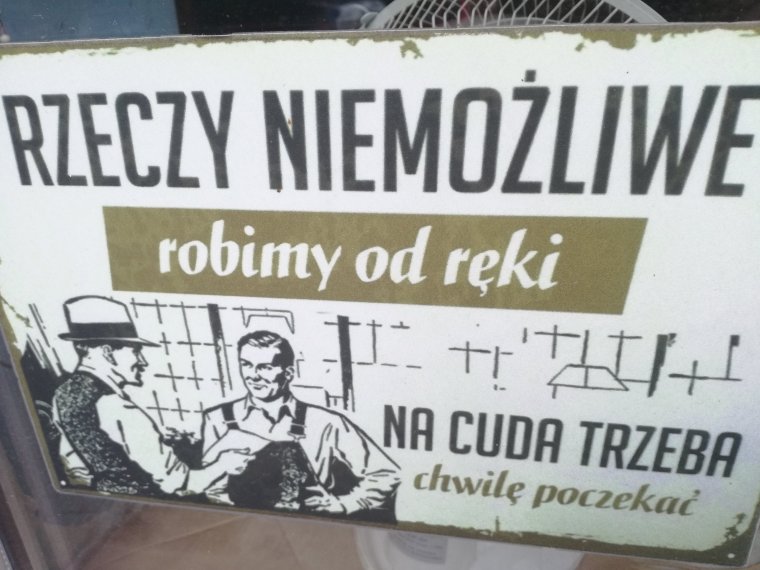 RZECZY NIEMOŻLIWE
robimy od ręki
NA CUDA TRZEBA
chwilę poczekać